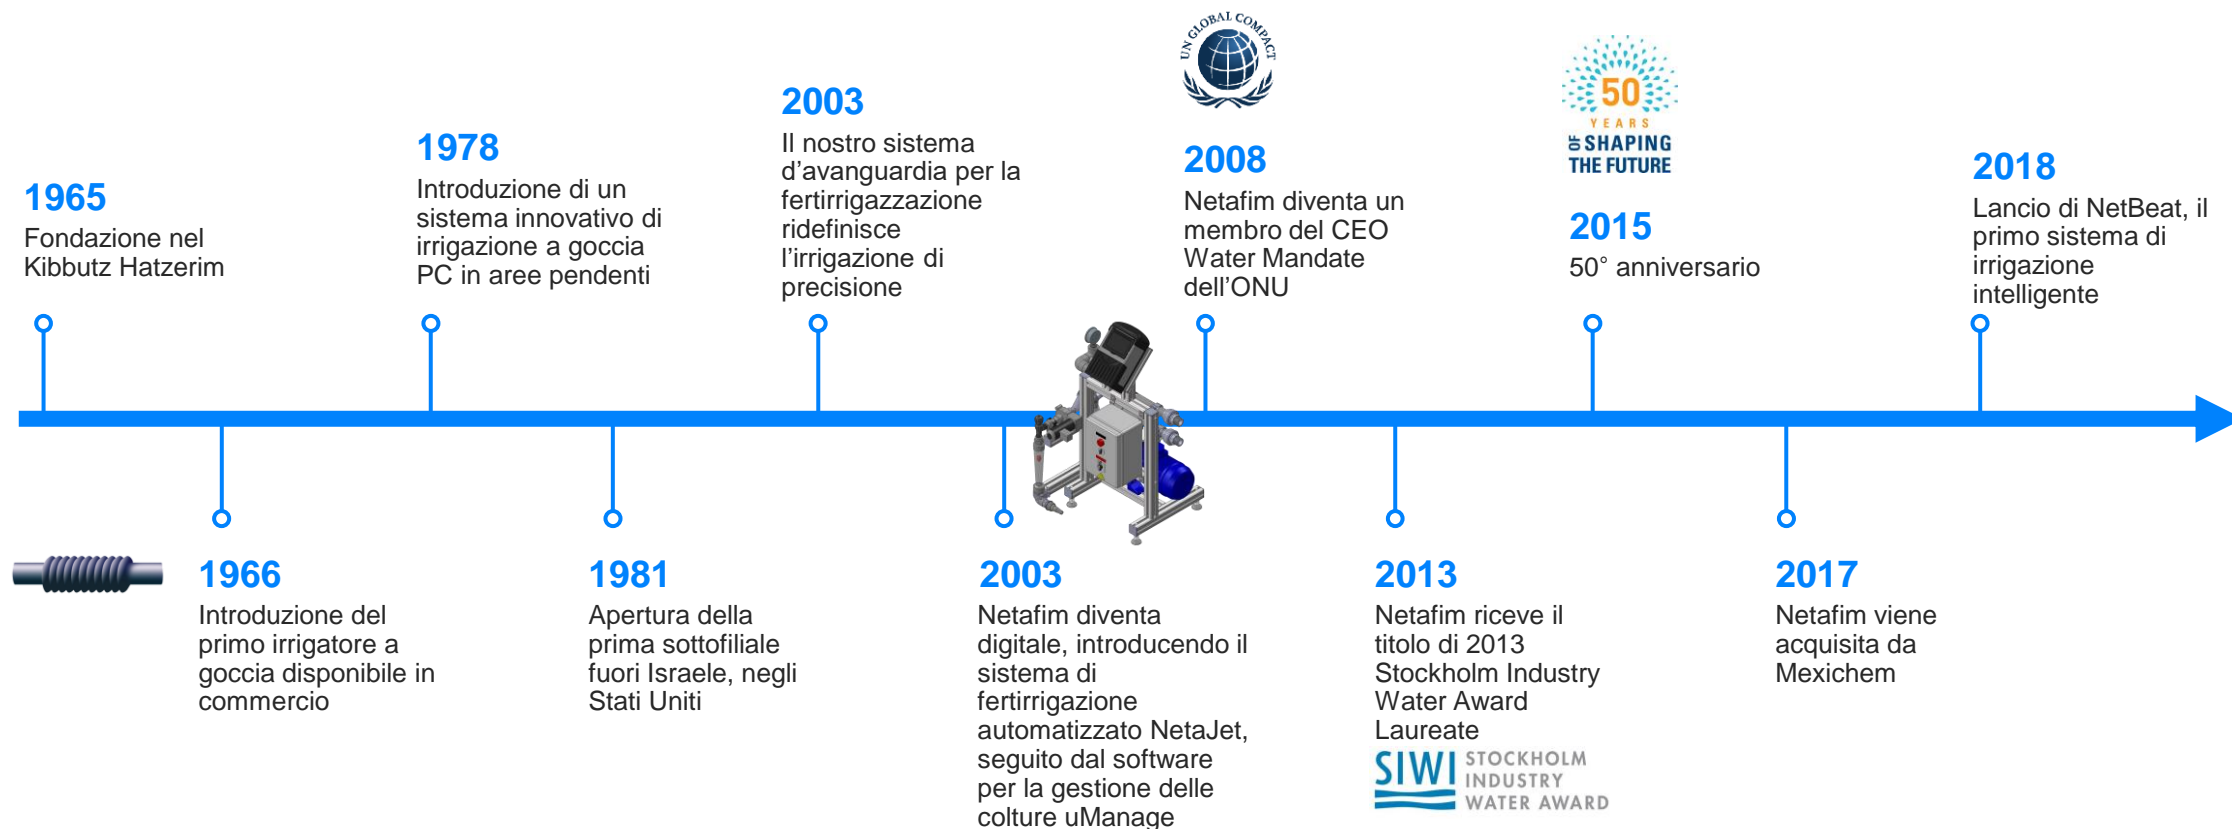 1965
Fondazione nel
Kibbutz Hatzerim
1966
Introduzione del
primo irrigatore a
goccia disponibile in
commercio
1978
Introduzione di un
sistema innovativo di
irrigazione a goccia
PC in aree pendenti
1981
Apertura della
prima sottofiliale
fuori Israele, negli
Stati Uniti
2003
Il nostro sistema
d’avanguardia per la
fertirrigazzazione
ridefinisce
l’irrigazione di
precisione
2003
Netafim diventa
digitale, introducendo il
sistema di
fertirrigazione
automatizzato NetaJet,
seguito dal software
per la gestione delle
colture uManage
UN GLOBAL COMPACT
2008
Netafim diventa un
membro del CEO
Water Mandate
dell’ONU
2013
Netafim riceve il
titolo di 2013
Stockholm Industry
Water Award
Laureate
SIWI
STOCKHOLM
INDUSTRY
WATER AWARD
50
YEARS
OF SHAPING
THE FUTURE
2015
50° anniversario
2017
Netafim viene
acquisita da
Mexichem
2018
Lancio di NetBeat, il
primo sistema di
irrigazione
intelligente